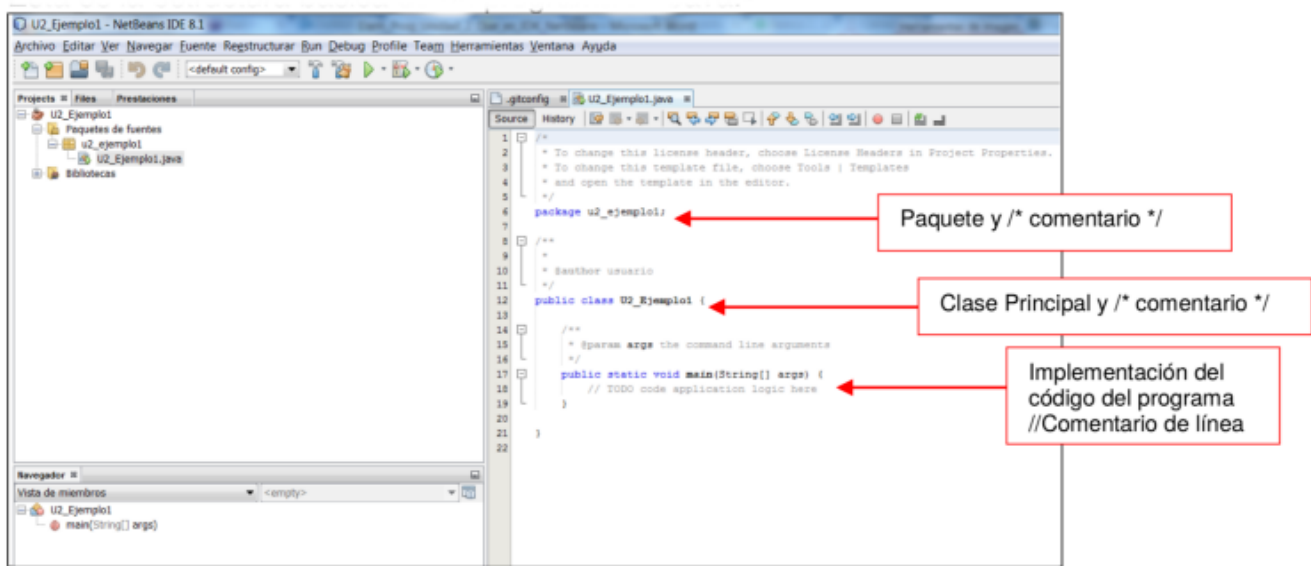 U2_Ejemplo1 - NetBeans IDE 8.1
Archivo Editar Ver Navegar Fuente Reestructurar Run Debug Profile Team Herramientas Ventana Ayuda
<default config>
Projects Files Prestaciones
U2_Ejemplo1
Paquetes de fuentes
u2_ejemplo1
U2_Ejemplo1.java
Bibliotecas
.gitconfig U2_Ejemplo1.java
Source History
1 /*
2 * To change this license header, choose License Headers in Project Properties.
3 * To change this template file, choose Tools | Templates
4 * and open the template in the editor.
5 */
6 package u2_ejemplo1;
7
8 /**
9 *
10 * @author usuario
11 */
12 public class U2_Ejemplo1 {
13
14 /**
15 * @param args the command line arguments
16 */
17 public static void main(String[] args) {
18 // TODO code application logic here
19 }
20
21 }
22
Paquete y /* comentario */
Clase Principal y /* comentario */
Implementación del
código del programa
//Comentario de línea
Navegador
Vista de miembros <empty>
U2_Ejemplo1
main(String[] args)